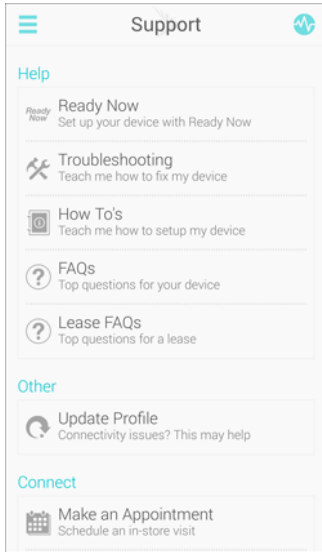 Support
Help
Ready Now
Ready Now
Set up your device with Ready Now
Troubleshooting
Teach me how to fix my device
How To's
Teach me how to setup my device
FAQs
Top questions for your device
Lease FAQs
Top questions for a lease
Other
Update Profile
Connectivity issues? This may help
Connect
Make an Appointment
Schedule an in-store visit